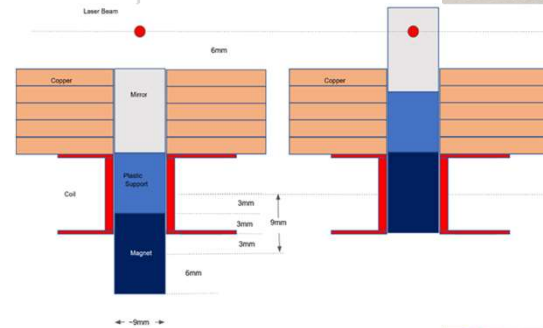 Laser Beam
6mm
Copper
Copper
Mirror
Plastic
Support
Coil
3mm
9mm
3mm
3mm
Magnet
6mm
~9mm